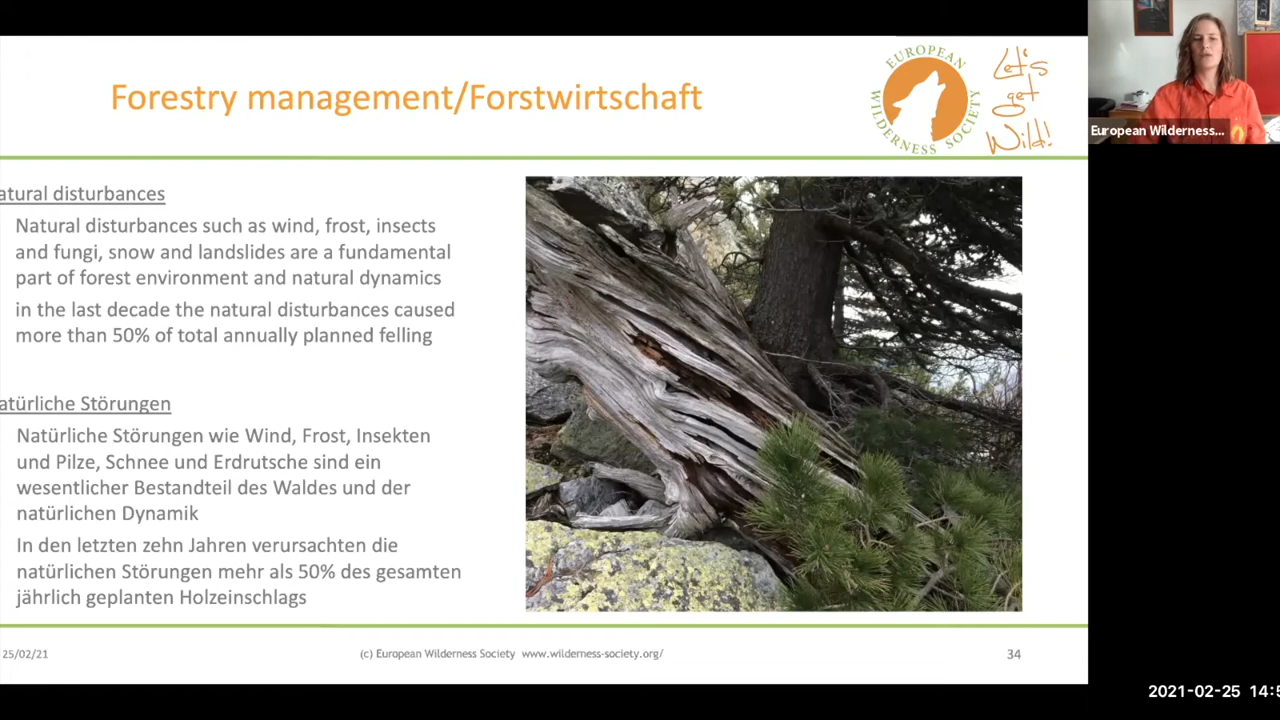 Forestry management/Forstwirtschaft
EUROPEAN
WILDERNESS SOCIETY
Let's
get
Wild!
European Wilderness...
atural disturbances
Natural disturbances such as wind, frost, insects
and fungi, snow and landslides are a fundamental
part of forest environment and natural dynamics
in the last decade the natural disturbances caused
more than 50% of total annually planned felling
atürliche Störungen
Natürliche Störungen wie Wind, Frost, Insekten
und Pilze, Schnee und Erdrutsche sind ein
wesentlicher Bestandteil des Waldes und der
natürlichen Dynamik
In den letzten zehn Jahren verursachten die
natürlichen Störungen mehr als 50% des gesamten
jährlich geplanten Holzeinschlags
25/02/21
(c) European Wilderness Society www.wilderness-society.org/
34
2021-02-25 14:5